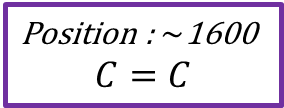 Position : ~1600
C = C